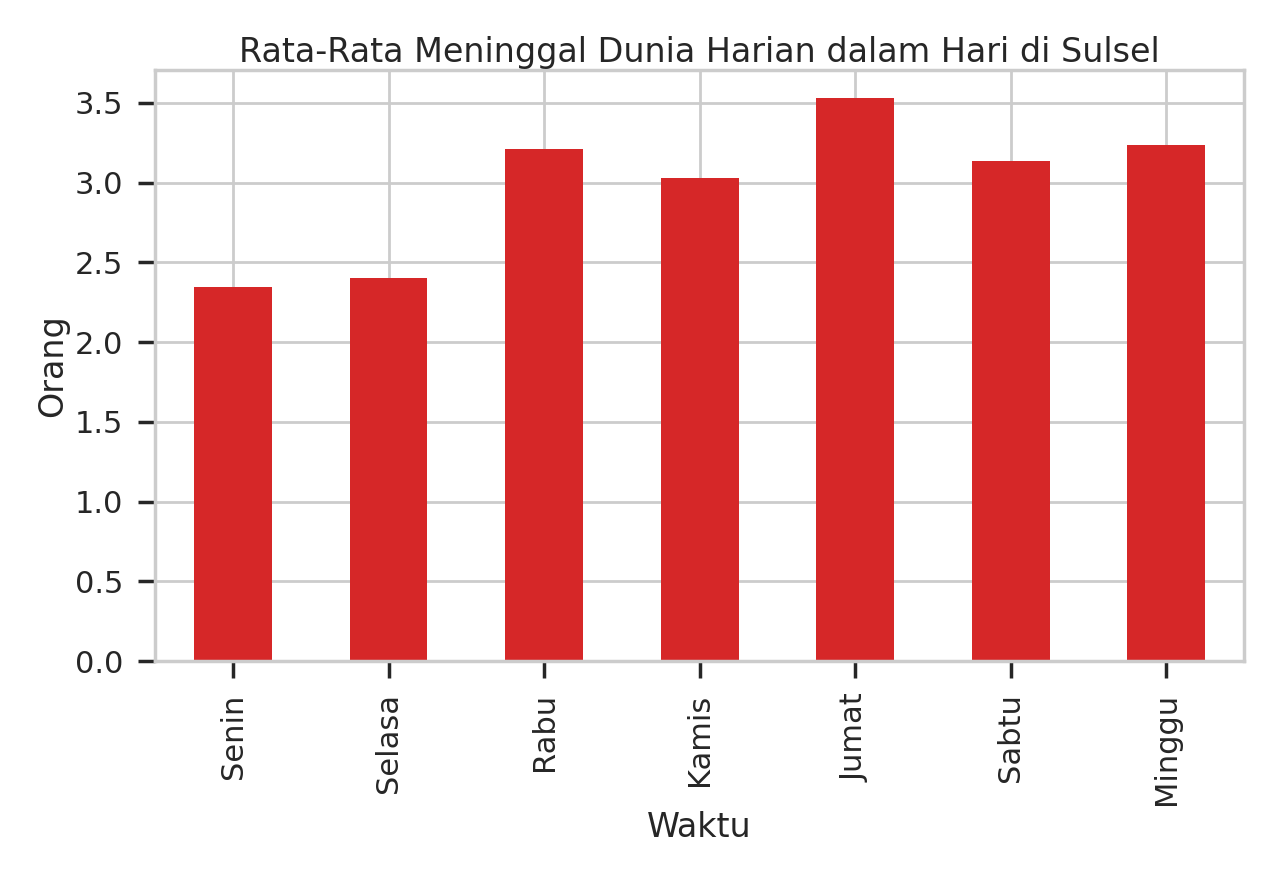 Rata-Rata Meninggal Dunia Harian dalam Hari di Sulsel
3.5
3.0
2.5
2.0
1.5
1.0
0.5
0.0
Orang
Senin
Selasa
Rabu
Kamis
Jumat
Sabtu
Minggu
Waktu